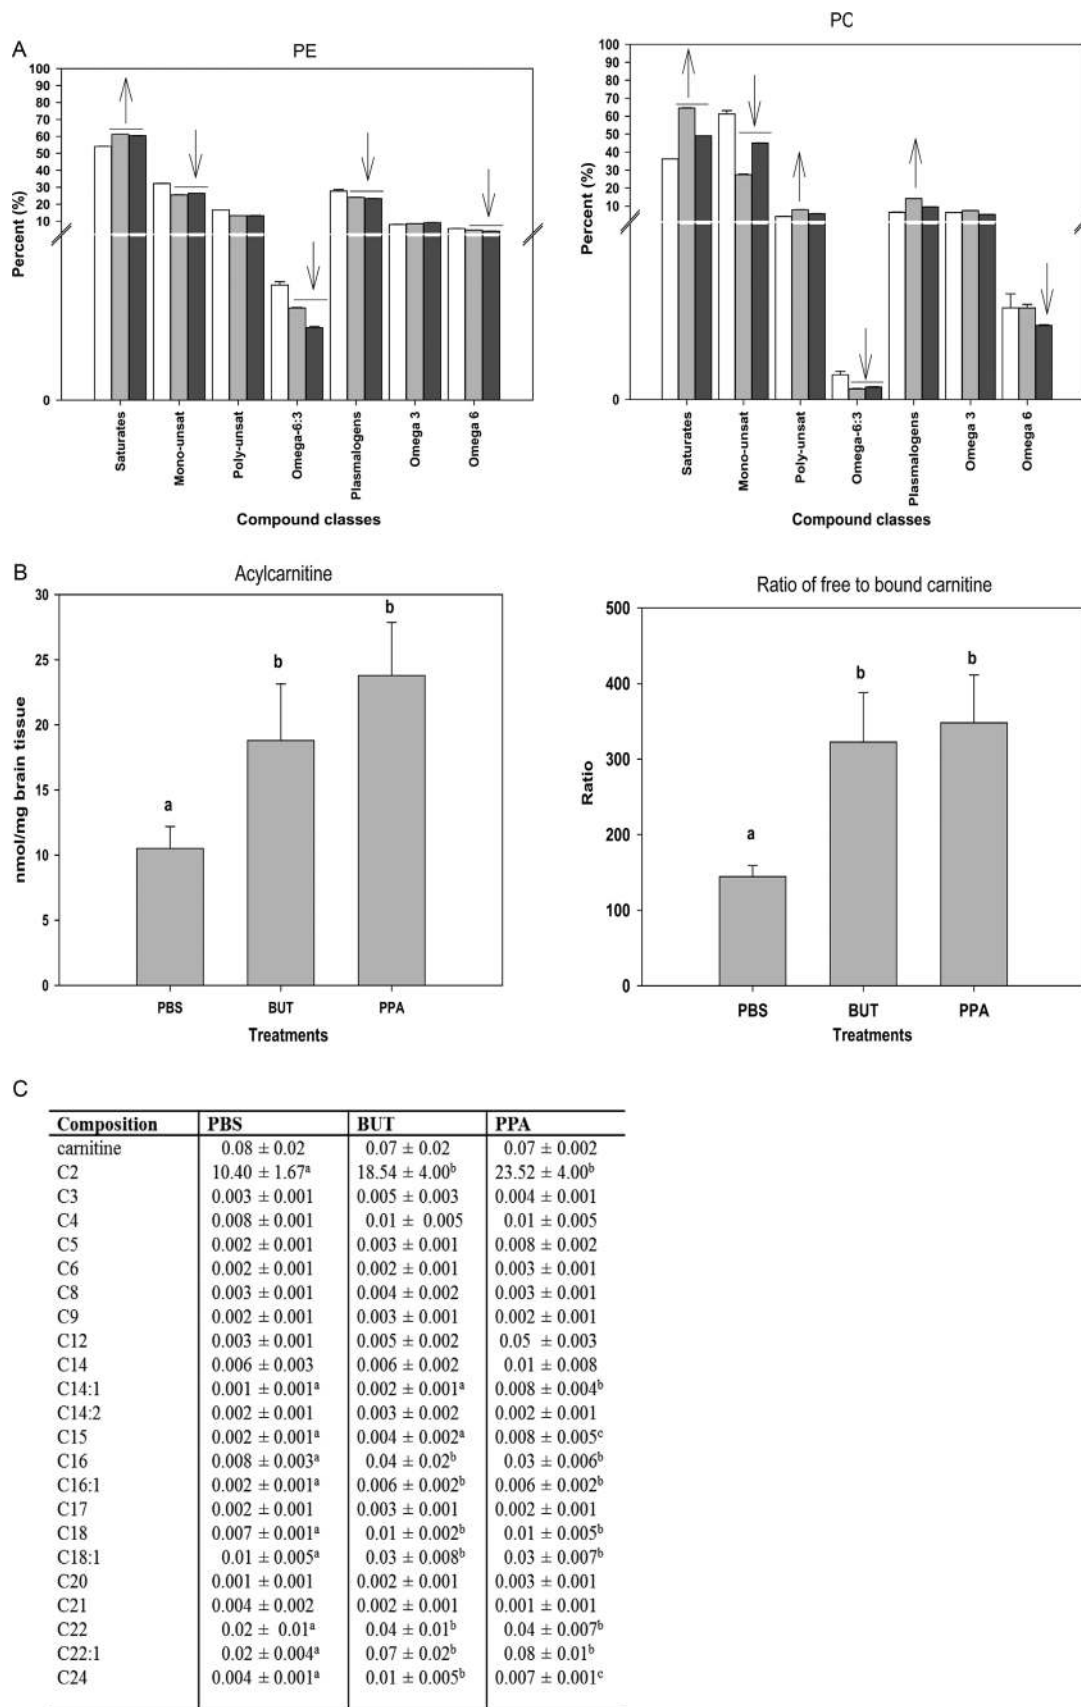 A
PE
PC
100
90
80
70
60
50
40
30
20
10
0
Percent (%)
Saturates
Mono-unsat
Poly-unsat
Omega-6:3
Plasmalogens
Omega 3
Omega 6
Compound classes
100
90
80
70
60
50
40
30
20
10
0
Percent (%)
Saturates
Mono-unsat
Poly-unsat
Omega-6:3
Plasmalogens
Omega 3
Omega 6
Compound classes
B
Acylcarnitine
30
25
20
15
10
5
0
nmol/mg brain tissue
a
b
b
PBS BUT PPA
Treatments
Ratio of free to bound carnitine
500
400
300
200
100
0
Ratio
a
b
b
PBS BUT PPA
Treatments
C
Composition PBS BUT PPA
carnitine 0.08 ± 0.02 0.07 ± 0.02 0.07 ± 0.002
C2 10.40 ± 1.67ᵃ 18.54 ± 4.00ᵇ 23.52 ± 4.00ᵇ
C3 0.003 ± 0.001 0.005 ± 0.003 0.004 ± 0.001
C4 0.008 ± 0.001 0.01 ± 0.005 0.01 ± 0.005
C5 0.002 ± 0.001 0.003 ± 0.001 0.008 ± 0.002
C6 0.002 ± 0.001 0.002 ± 0.001 0.003 ± 0.001
C8 0.003 ± 0.001 0.004 ± 0.002 0.003 ± 0.001
C9 0.002 ± 0.001 0.003 ± 0.001 0.002 ± 0.001
C12 0.003 ± 0.001 0.005 ± 0.002 0.05 ± 0.003
C14 0.006 ± 0.003 0.006 ± 0.002 0.01 ± 0.008
C14:1 0.001 ± 0.001ᵃ 0.002 ± 0.001ᵃ 0.008 ± 0.004ᵇ
C14:2 0.002 ± 0.001 0.003 ± 0.002 0.002 ± 0.001
C15 0.002 ± 0.001ᵃ 0.004 ± 0.002ᵃ 0.008 ± 0.005ᶜ
C16 0.008 ± 0.003ᵃ 0.04 ± 0.02ᵇ 0.03 ± 0.006ᵇ
C16:1 0.002 ± 0.001ᵃ 0.006 ± 0.002ᵇ 0.006 ± 0.002ᵇ
C17 0.002 ± 0.001 0.003 ± 0.001 0.002 ± 0.001
C18 0.007 ± 0.001ᵃ 0.01 ± 0.002ᵇ 0.01 ± 0.005ᵇ
C18:1 0.01 ± 0.005ᵃ 0.03 ± 0.008ᵇ 0.03 ± 0.007ᵇ
C20 0.001 ± 0.001 0.002 ± 0.001 0.003 ± 0.001
C21 0.004 ± 0.002 0.002 ± 0.001 0.001 ± 0.001
C22 0.02 ± 0.01ᵃ 0.04 ± 0.01ᵇ 0.04 ± 0.007ᵇ
C22:1 0.02 ± 0.004ᵃ 0.07 ± 0.02ᵇ 0.08 ± 0.01ᵇ
C24 0.004 ± 0.001ᵃ 0.01 ± 0.005ᵇ 0.007 ± 0.001ᶜ